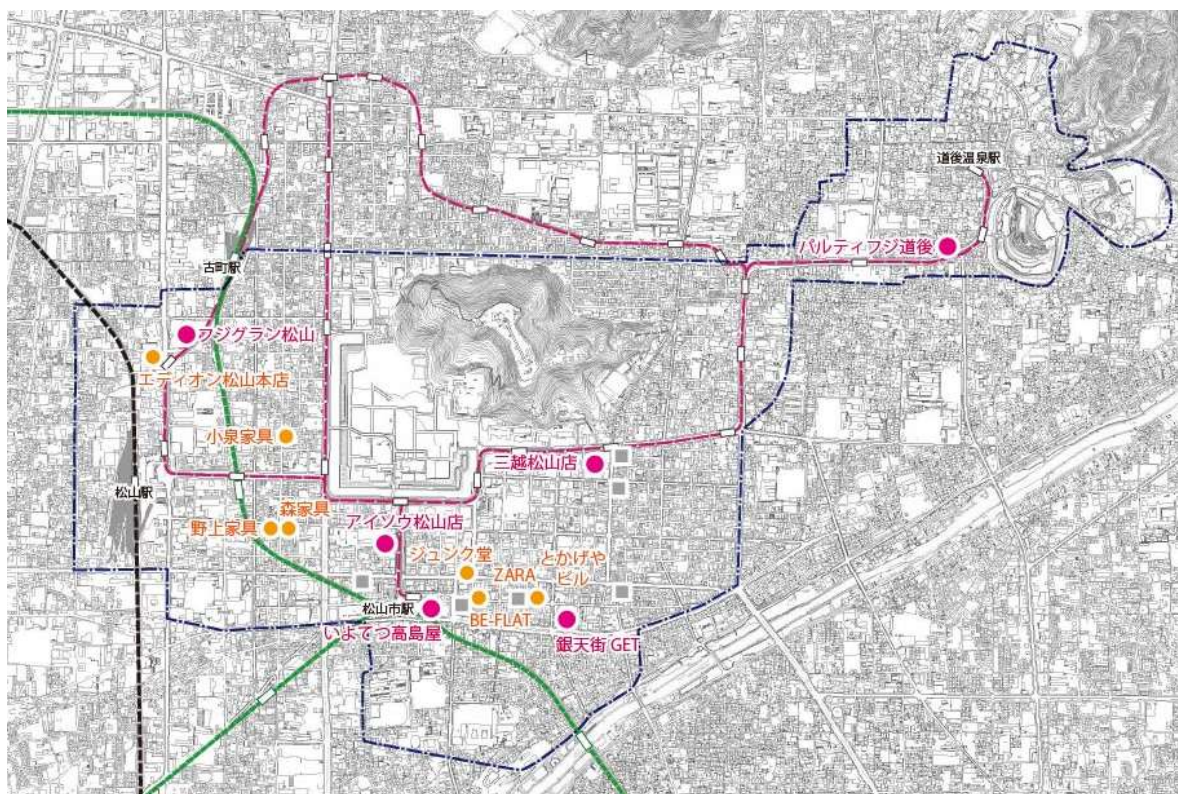 道後温泉駅
パルティフジ道後
古町駅
フジグラン松山
エディオン松山本店
小泉家具
三越松山店
松山駅
森家具
野上家具
アイソウ松山店
ジュンク堂
ZARA
とかげや
ビル
松山市駅
BE-FLAT
いよてつ高島屋
銀天街 GET